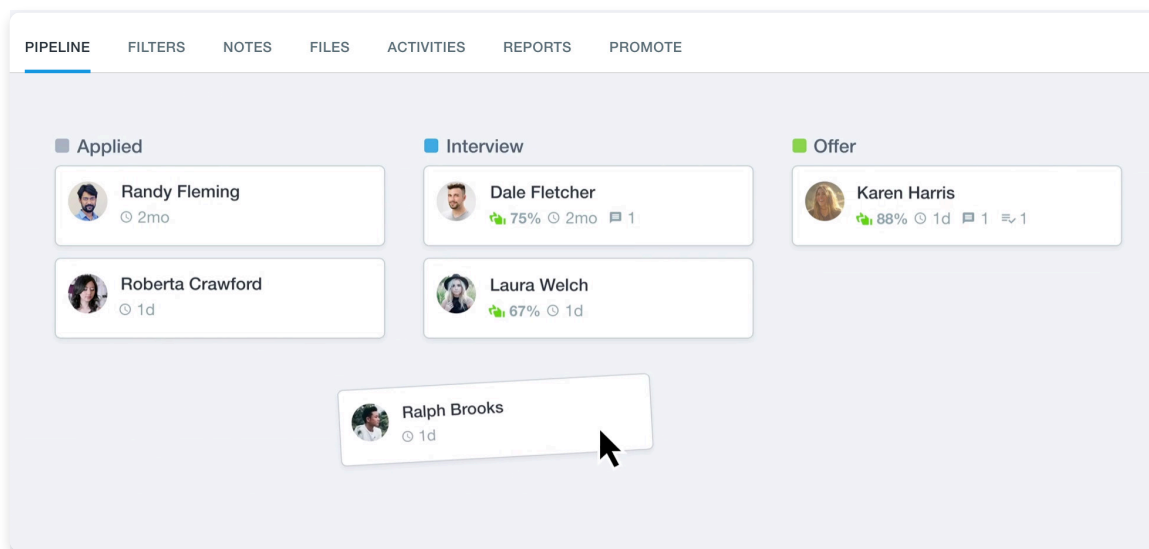 PIPELINE FILTERS NOTES FILES ACTIVITIES REPORTS PROMOTE
Applied
Randy Fleming
2mo
Roberta Crawford
1d
Interview
Dale Fletcher
75% 2mo 1
Laura Welch
67% 1d
Offer
Karen Harris
88% 1d 1 1
Ralph Brooks
1d